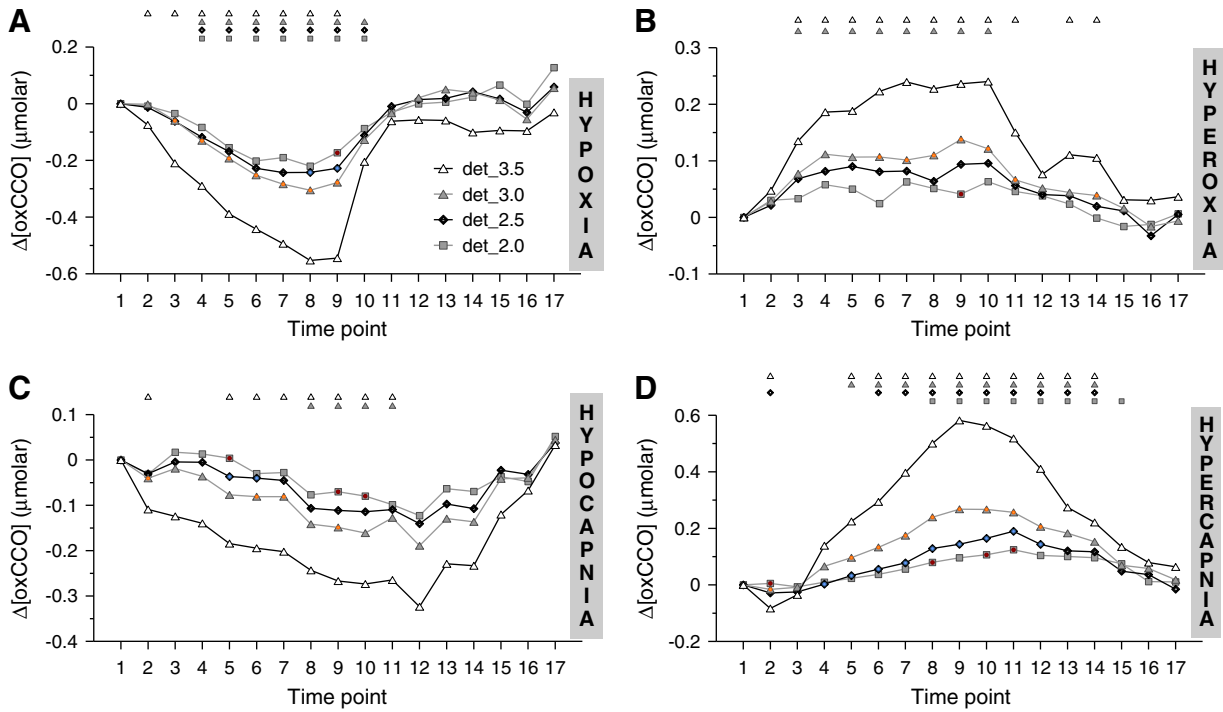 A
0.2
0
-0.2
-0.4
-0.6
Δ[oxCCO] (µmolar)
det_3.5
det_3.0
det_2.5
det_2.0
1 2 3 4 5 6 7 8 9 10 11 12 13 14 15 16 17
Time point
HYPOXIA
B
0.3
0.2
0.1
0
-0.1
Δ[oxCCO] (µmolar)
1 2 3 4 5 6 7 8 9 10 11 12 13 14 15 16 17
Time point
HYPEROXIA
C
0.1
0
-0.1
-0.2
-0.3
-0.4
Δ[oxCCO] (µmolar)
1 2 3 4 5 6 7 8 9 10 11 12 13 14 15 16 17
Time point
HYPOCAPNIA
D
0.6
0.4
0.2
0
-0.2
Δ[oxCCO] (µmolar)
1 2 3 4 5 6 7 8 9 10 11 12 13 14 15 16 17
Time point
HYPERCAPNIA